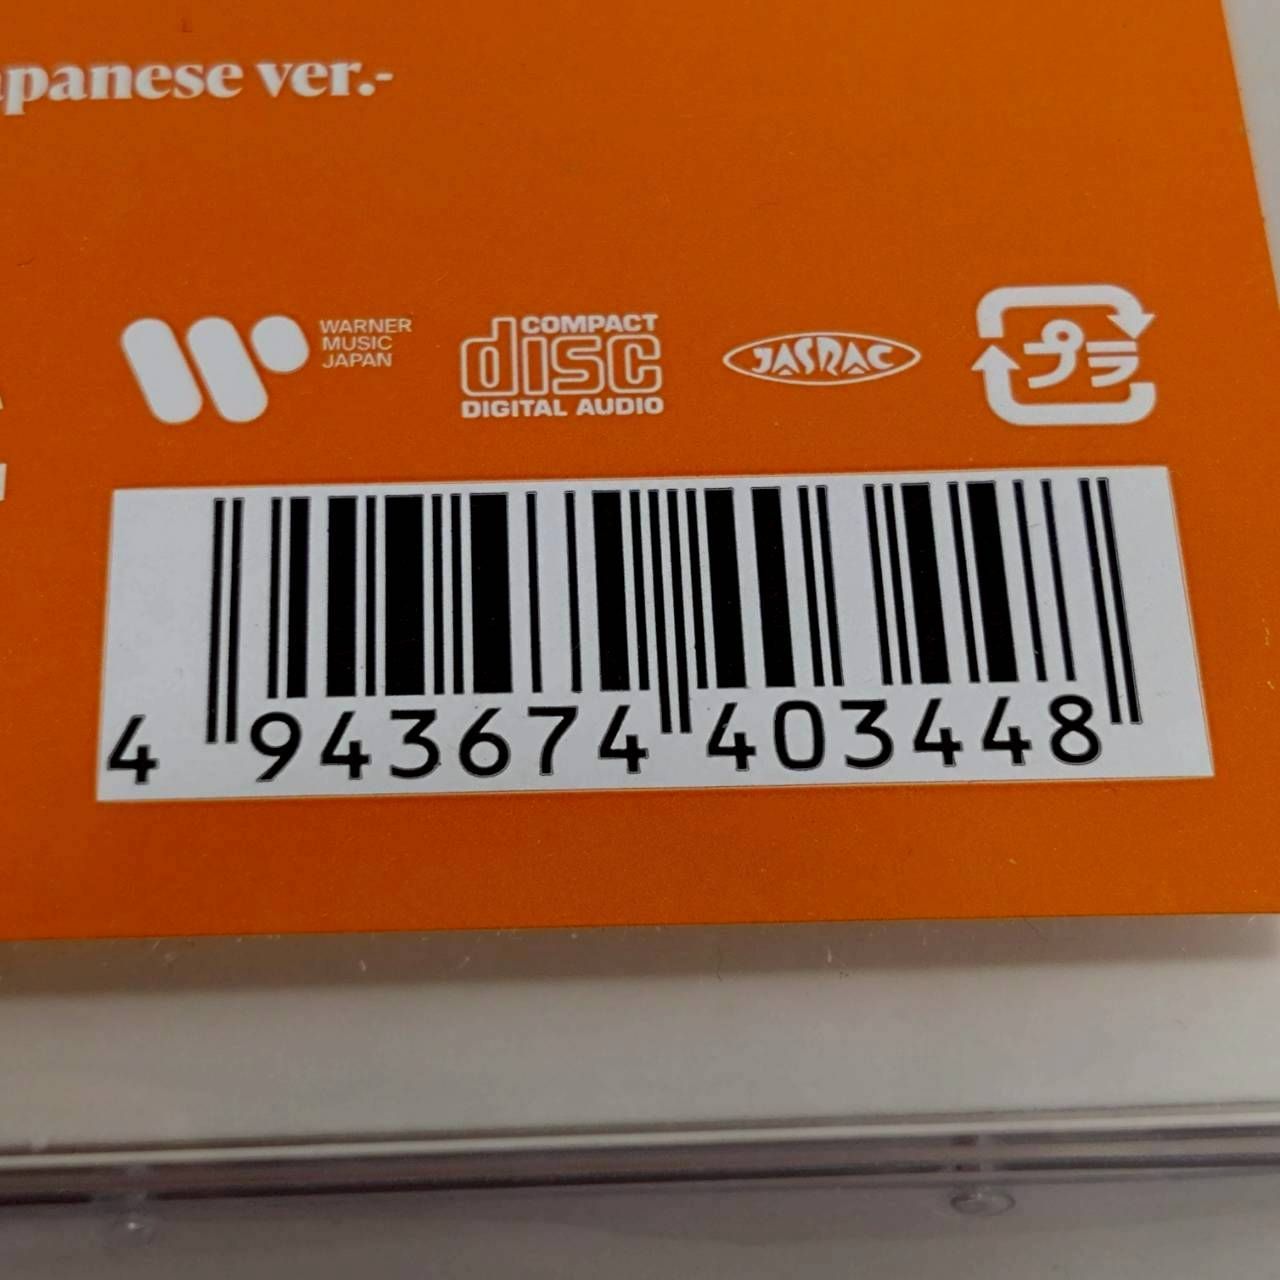 apanese ver.-
WARNER
MUSIC
JAPAN
COMPACT
disc
DIGITAL AUDIO
JASRAC
プラ
4 943674 403448